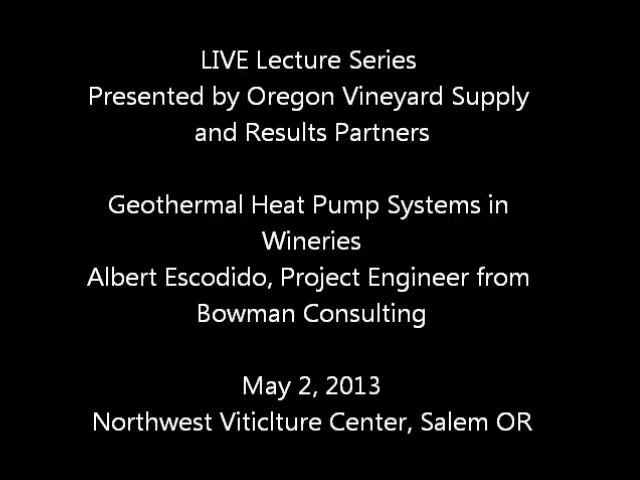 LIVE Lecture Series
Presented by Oregon Vineyard Supply
and Results Partners
Geothermal Heat Pump Systems in
Wineries
Albert Escodido, Project Engineer from
Bowman Consulting
May 2, 2013
Northwest Viticlture Center, Salem OR